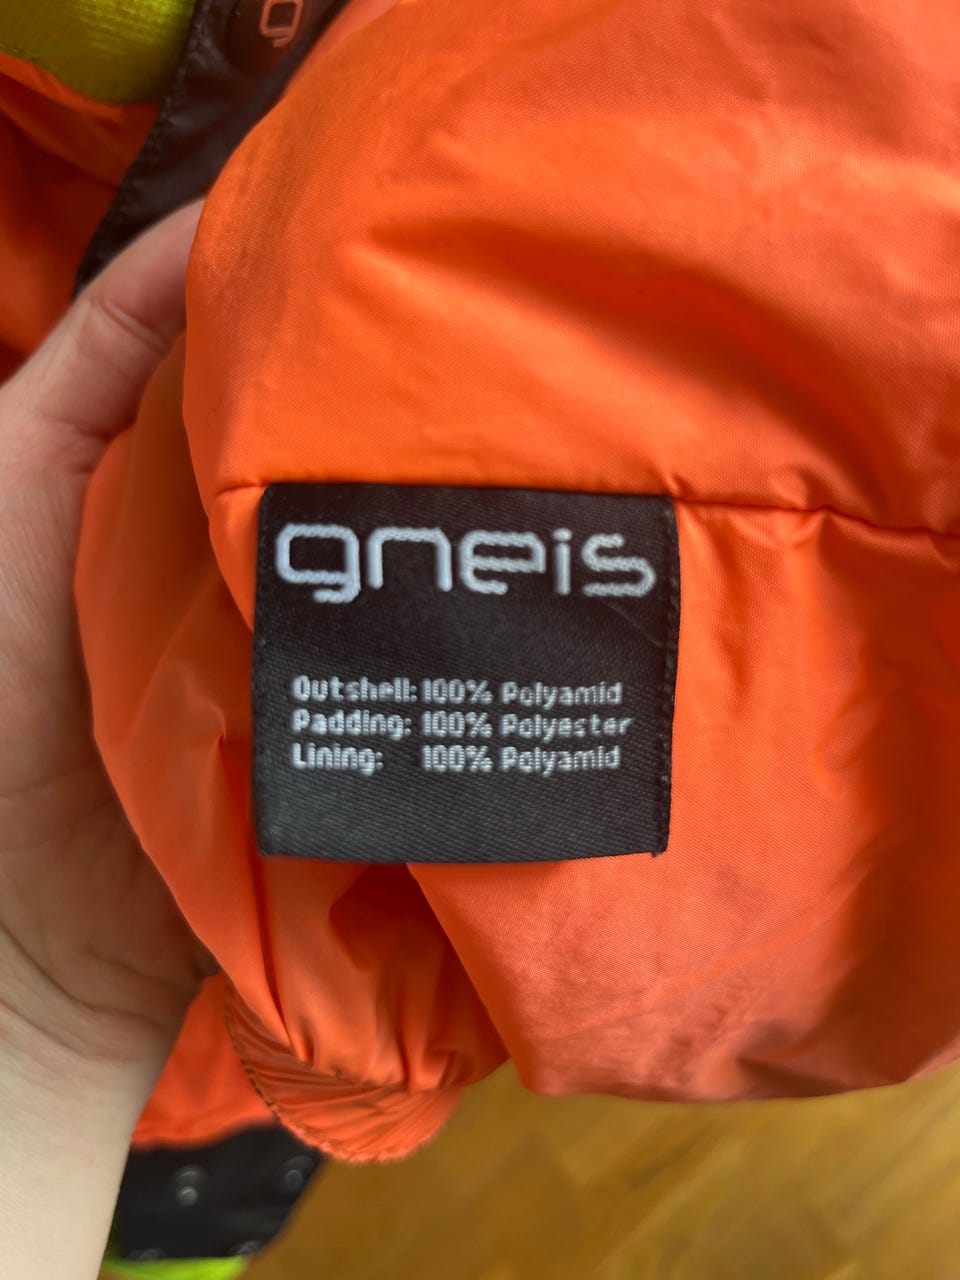 gneis
Outshell: 100% Polyamid
Padding: 100% Polyester
Lining: 100% Polyamid